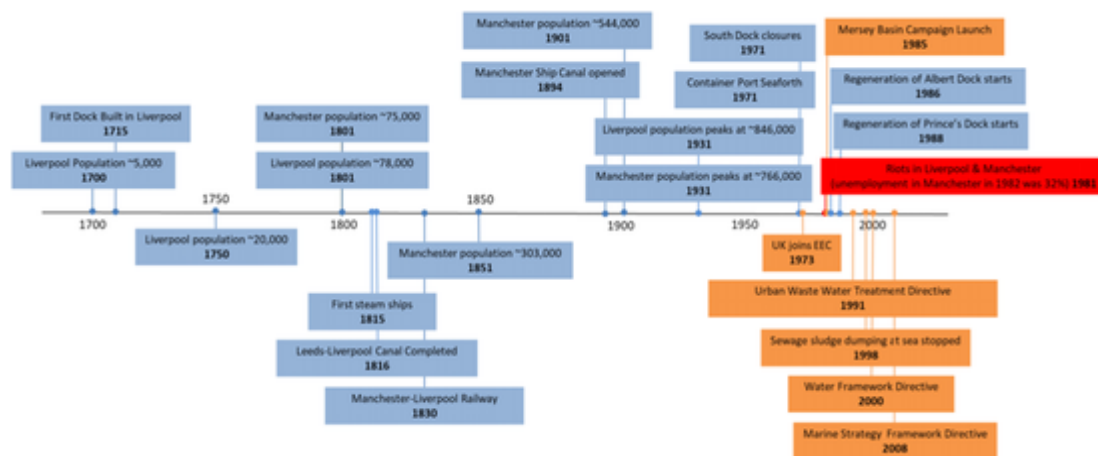 Manchester population ~544,000
1901
South Dock closures
1971
Mersey Basin Campaign Launch
1985
Manchester Ship Canal opened
1894
Container Port Seaforth
1971
Regeneration of Albert Dock starts
1986
First Dock Built in Liverpool
1715
Manchester population ~75,000
1801
Liverpool population peaks at ~846,000
1931
Regeneration of Prince's Dock starts
1988
Liverpool Population ~5,000
1700
Liverpool population ~78,000
1801
Manchester population peaks at ~766,000
1931
Riots in Liverpool & Manchester
(unemployment in Manchester in 1982 was 32%) 1981
1700
1750
1800
1850
1900
1950
2000
Liverpool population ~20,000
1750
Manchester population ~303,000
1851
UK joins EEC
1973
First steam ships
1815
Urban Waste Water Treatment Directive
1991
Leeds-Liverpool Canal Completed
1816
Sewage sludge dumping at sea stopped
1998
Manchester-Liverpool Railway
1830
Water Framework Directive
2000
Marine Strategy Framework Directive
2008